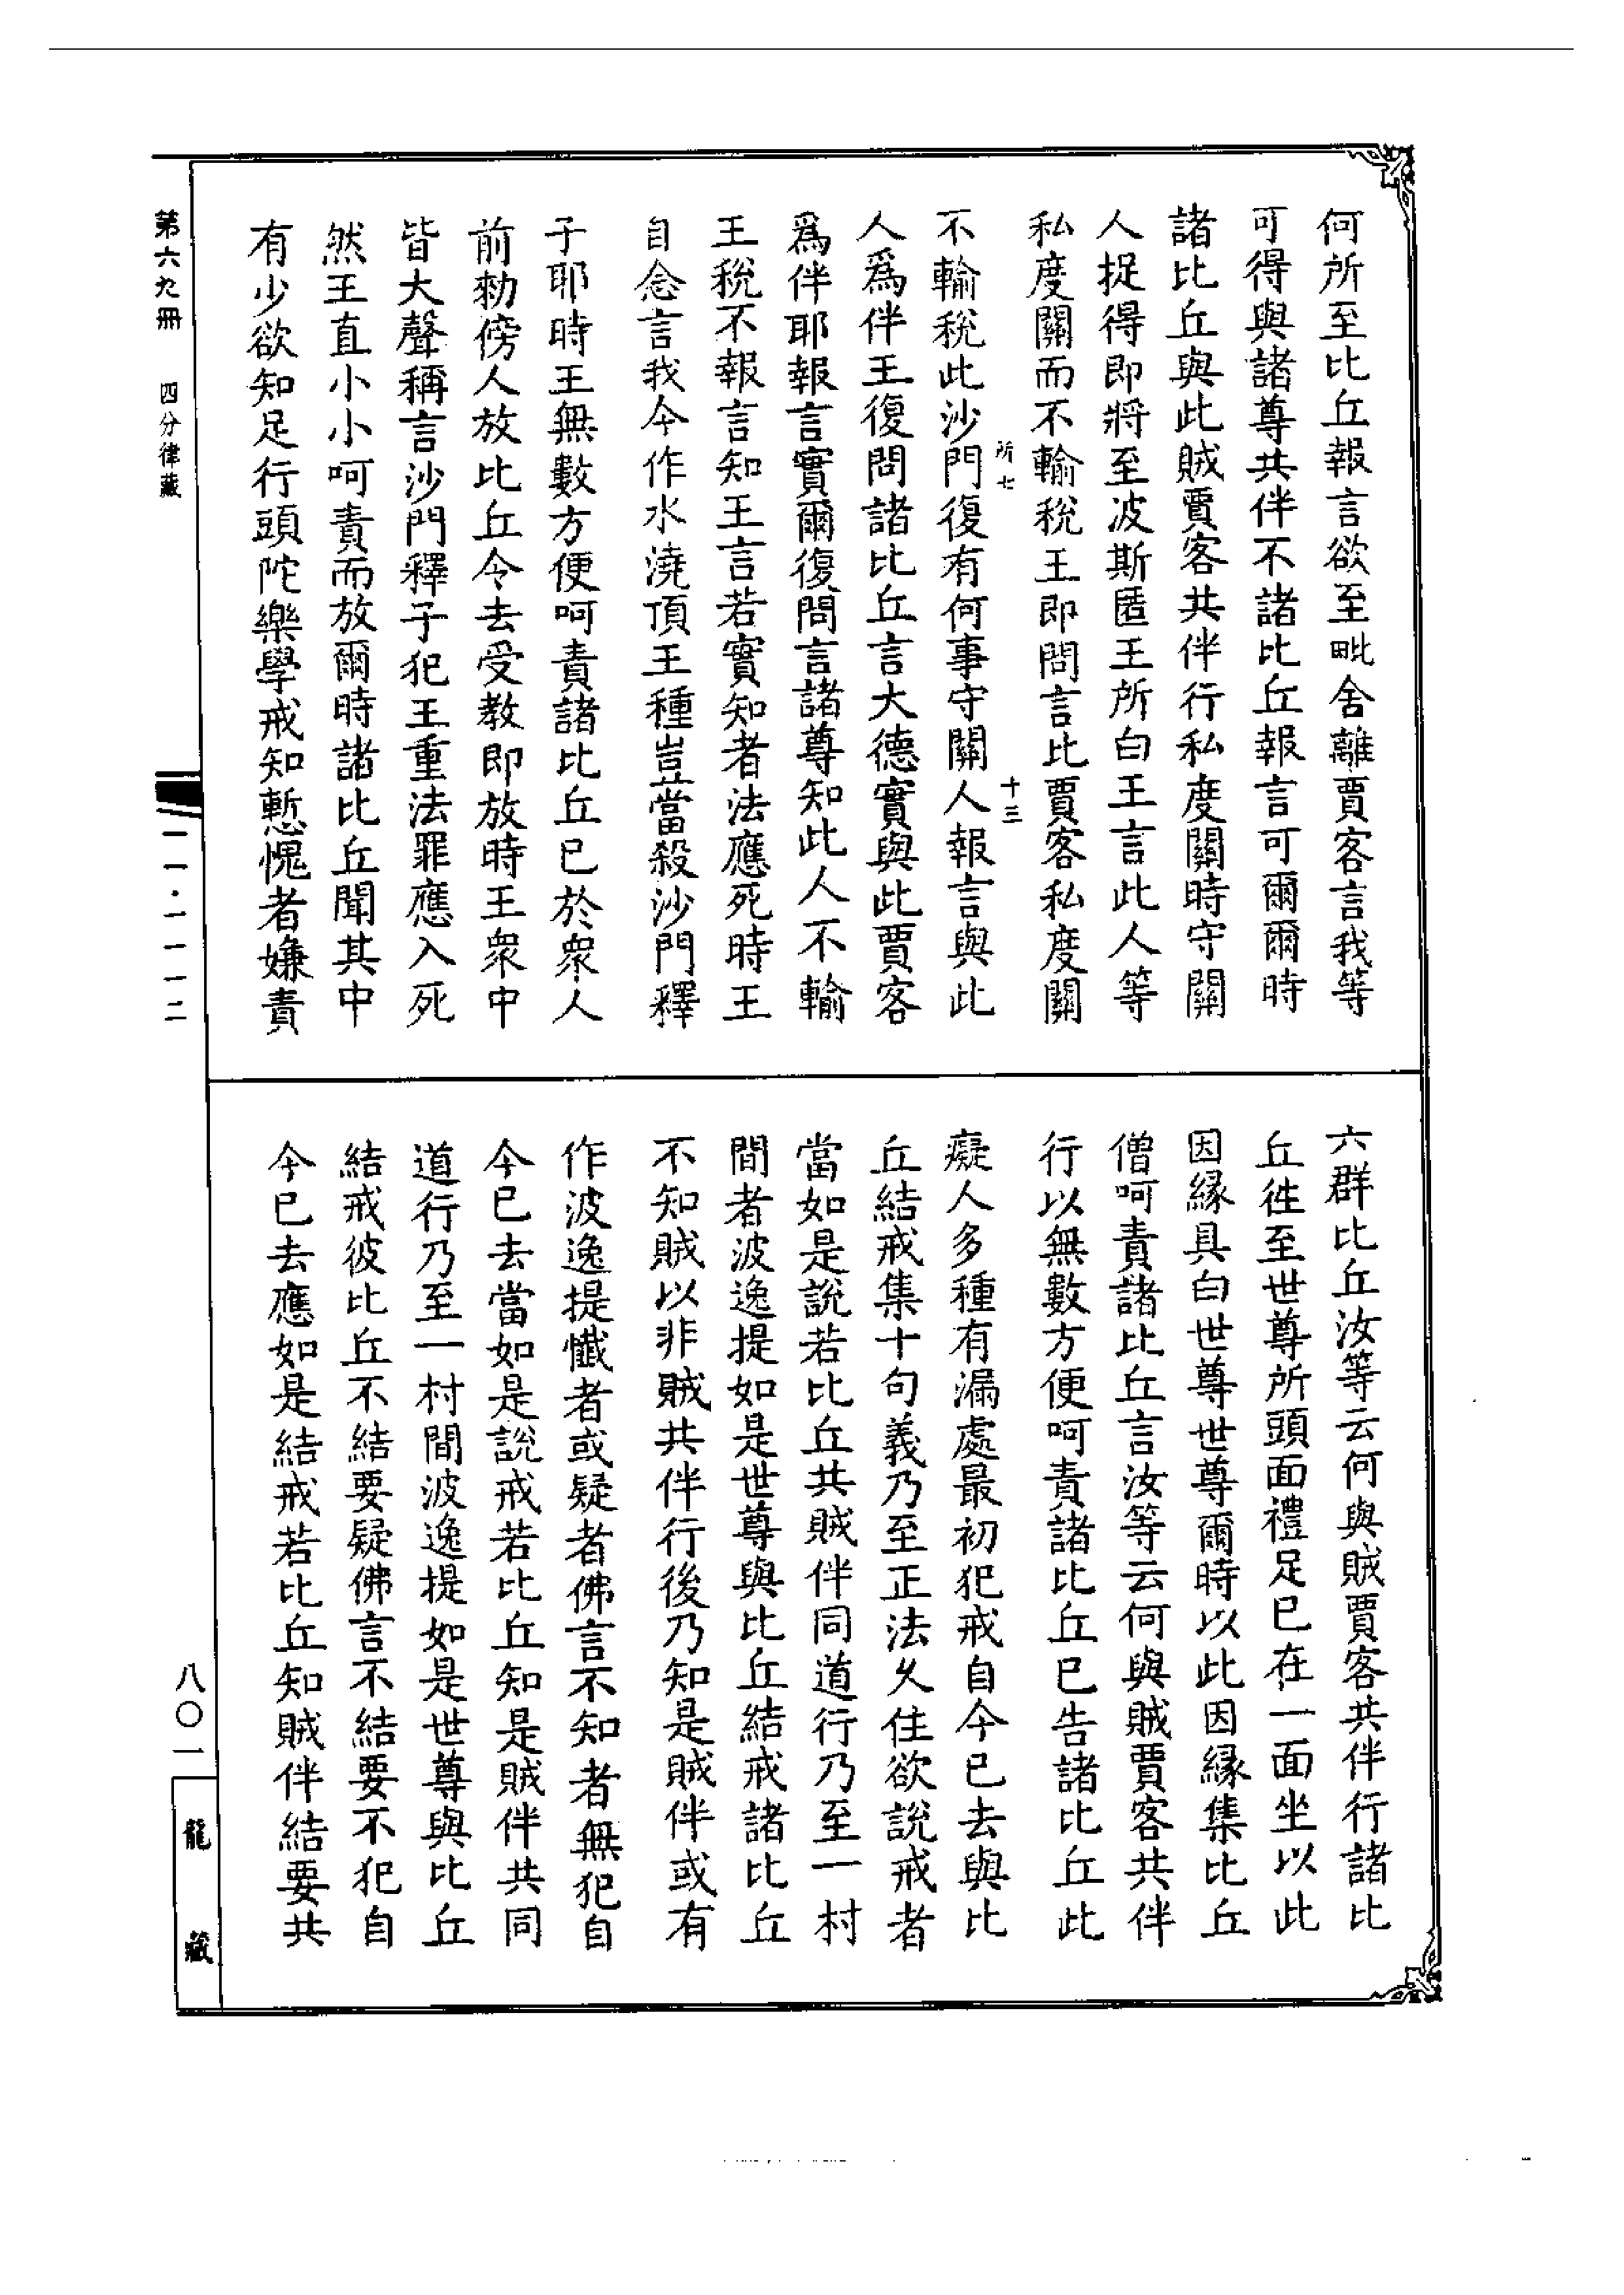 何所至比丘報言欲至毗舍離賈客言我等
可得與諸尊共伴不諸比丘報言可爾爾時
諸比丘與此賊賈客共伴行私度關時守關
人捉得即將至波斯匿王所白王言此人等
私度關而不輸稅王即問言比賈客私度關
所七
十三
不輸稅此沙門復有何事守關人報言與此
人為伴王復問諸比丘言大德實與此賈客
為伴耶報言實爾復問言諸尊知此人不輸
王稅不報言知王言若實知者法應死時王
自念言我今作水澆頂王種豈當殺沙門釋
子耶時王無數方便呵責諸比丘已於衆人
前勑傍人放比丘令去受教即放時王衆中
皆大聲稱言沙門釋子犯王重法罪應入死
然王直小小呵責而放爾時諸比丘聞其中
有少欲知足行頭陀樂學戒知慙愧者嫌責
六群比丘汝等云何與賊賈客共伴行諸比
丘往至世尊所頭面禮足已在一面坐以此
因緣具白世尊世尊爾時以此因緣集比丘
僧呵責諸比丘言汝等云何與賊賈客共伴
行以無數方便呵責諸比丘已告諸比丘此
癡人多種有漏處最初犯戒自今已去與比
丘結戒集十句義乃至正法久住欲說戒者
當如是說若比丘共賊伴同道行乃至一村
間者波逸提如是世尊與比丘結戒諸比丘
不知賊以非賊共伴行後乃知是賊伴或有
作波逸提懺者或疑者佛言不知者無犯自
今已去當如是說戒若比丘知是賊伴共同
道行乃至一村間波逸提如是世尊與比丘
結戒彼比丘不結要疑佛言不結要不犯自
今已去應如是結戒若比丘知賊伴結要共
第六九冊 四分律藏
一一·一一一二
八〇一
龍藏